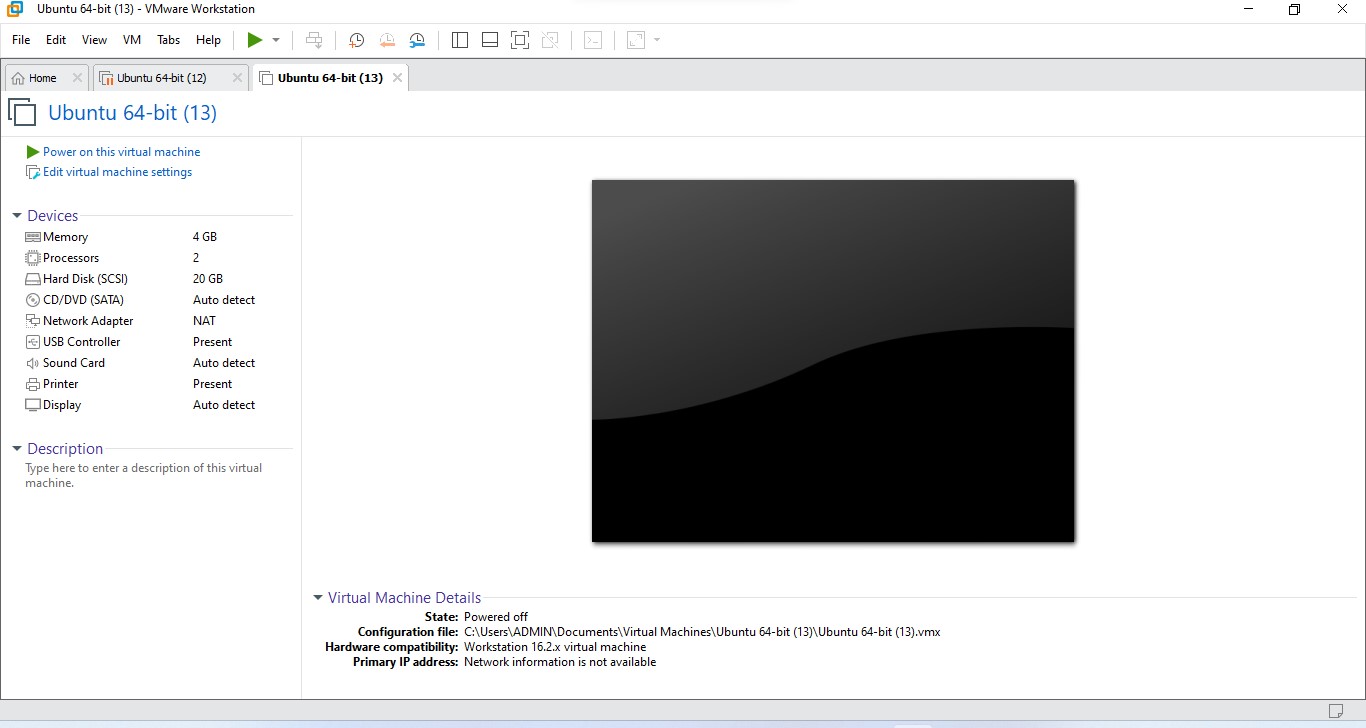 Ubuntu 64-bit (13) - VMware Workstation
File Edit View VM Tabs Help
Home Ubuntu 64-bit (12) Ubuntu 64-bit (13)
Ubuntu 64-bit (13)
Power on this virtual machine
Edit virtual machine settings
Devices
Memory 4 GB
Processors 2
Hard Disk (SCSI) 20 GB
CD/DVD (SATA) Auto detect
Network Adapter NAT
USB Controller Present
Sound Card Auto detect
Printer Present
Display Auto detect
Description
Type here to enter a description of this virtual
machine.
Virtual Machine Details
State: Powered off
Configuration file: C:\Users\ADMIN\Documents\Virtual Machines\Ubuntu 64-bit (13)\Ubuntu 64-bit (13).vmx
Hardware compatibility: Workstation 16.2.x virtual machine
Primary IP address: Network information is not available